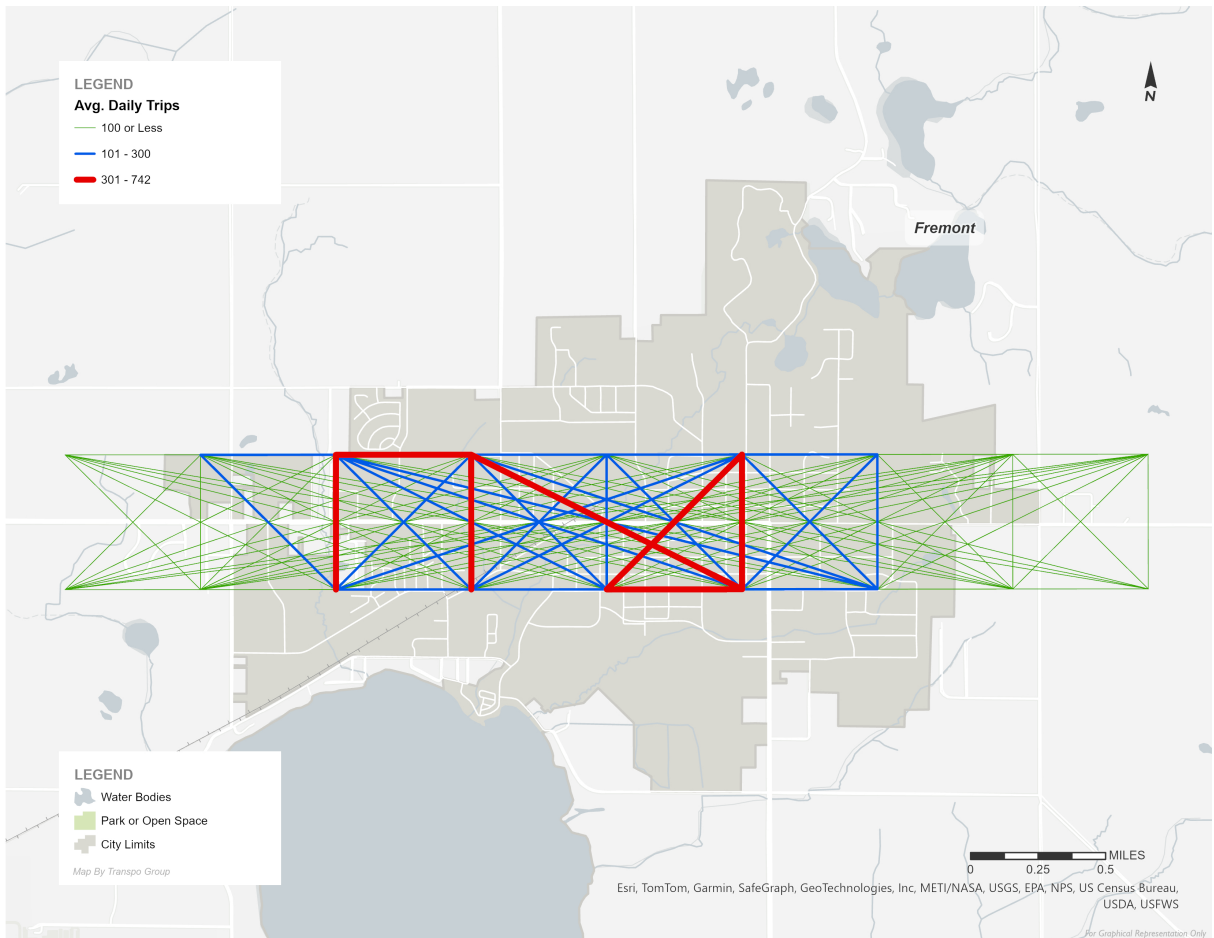 LEGEND
Avg. Daily Trips
100 or Less
101 - 300
301 - 742
N
Fremont
LEGEND
Water Bodies
Park or Open Space
City Limits
Map By Transpo Group
MILES
0 0.25 0.5
Esri, TomTom, Garmin, SafeGraph, GeoTechnologies, Inc, METI/NASA, USGS, EPA, NPS, US Census Bureau,
USDA, USFWS
For Graphical Representation Only